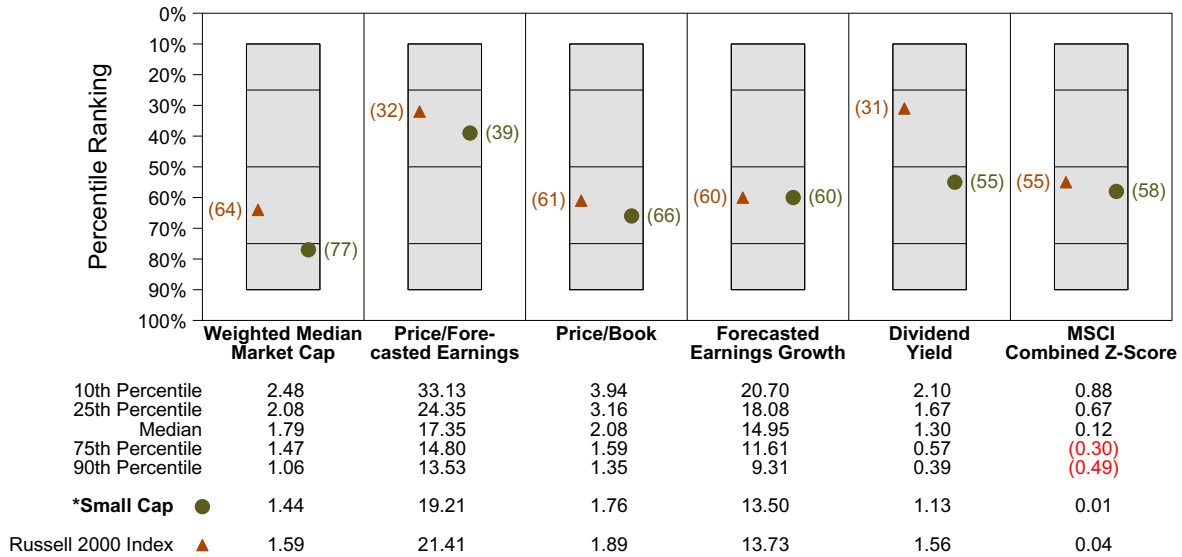 Percentile Ranking
0%
10%
20%
30%
40%
50%
60%
70%
80%
90%
100%
(64)
(77)
(32)
(39)
(61)
(66)
(60)
(60)
(31)
(55)
(55)
(58)
Weighted Median
Market Cap
Price/Fore-
casted Earnings
Price/Book
Forecasted
Earnings Growth
Dividend
Yield
MSCI
Combined Z-Score
10th Percentile 2.48 33.13 3.94 20.70 2.10 0.88
25th Percentile 2.08 24.35 3.16 18.08 1.67 0.67
Median 1.79 17.35 2.08 14.95 1.30 0.12
75th Percentile 1.47 14.80 1.59 11.61 0.57 (0.30)
90th Percentile 1.06 13.53 1.35 9.31 0.39 (0.49)
*Small Cap 1.44 19.21 1.76 13.50 1.13 0.01
Russell 2000 Index 1.59 21.41 1.89 13.73 1.56 0.04